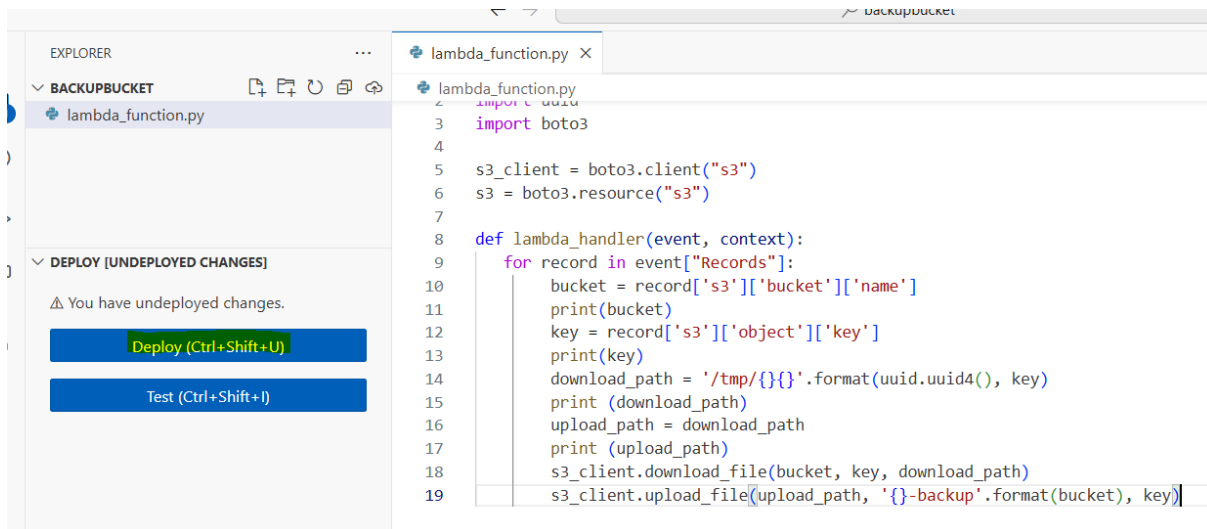 backupbucket
EXPLORER
BACKUPBUCKET
lambda_function.py
DEPLOY [UNDEPLOYED CHANGES]
You have undeployed changes.
Deploy (Ctrl+Shift+U)
Test (Ctrl+Shift+I)
lambda_function.py
lambda_function.py
2 import uuid
3 import boto3
4
5 s3_client = boto3.client("s3")
6 s3 = boto3.resource("s3")
7
8 def lambda_handler(event, context):
9 for record in event["Records"]:
10 bucket = record['s3']['bucket']['name']
11 print(bucket)
12 key = record['s3']['object']['key']
13 print(key)
14 download_path = '/tmp/{}{}'.format(uuid.uuid4(), key)
15 print (download_path)
16 upload_path = download_path
17 print (upload_path)
18 s3_client.download_file(bucket, key, download_path)
19 s3_client.upload_file(upload_path, '{}-backup'.format(bucket), key)